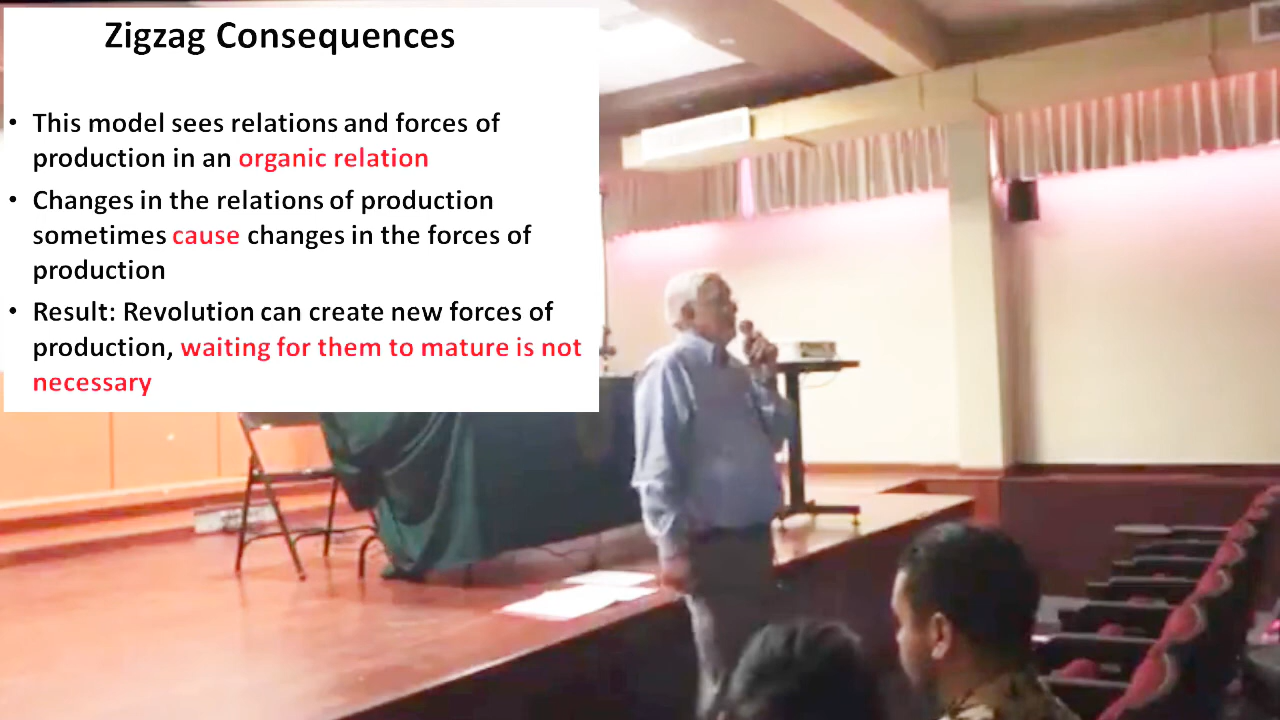 Zigzag Consequences
• This model sees relations and forces of
production in an organic relation
• Changes in the relations of production
sometimes cause changes in the forces of
production
• Result: Revolution can create new forces of
production, waiting for them to mature is not
necessary